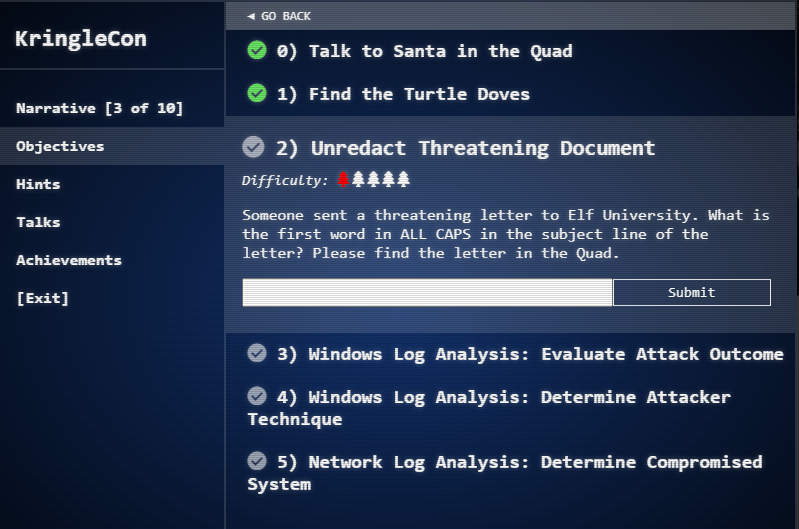 ◄ GO BACK
KringleCon
Narrative [3 of 10]
Objectives
Hints
Talks
Achievements
[Exit]
0) Talk to Santa in the Quad
1) Find the Turtle Doves
2) Unredact Threatening Document
Difficulty:
Someone sent a threatening letter to Elf University. What is
the first word in ALL CAPS in the subject line of the
letter? Please find the letter in the Quad.
Submit
3) Windows Log Analysis: Evaluate Attack Outcome
4) Windows Log Analysis: Determine Attacker
Technique
5) Network Log Analysis: Determine Compromised
System